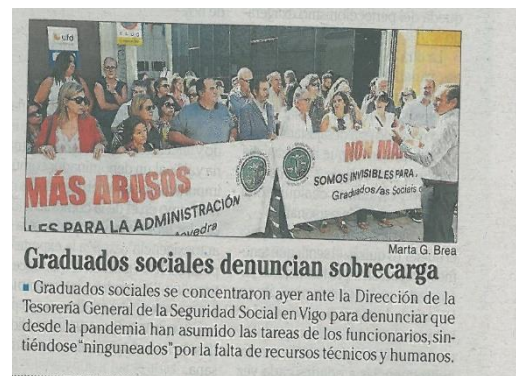 ufd
MÁS ABUSOS
LES PARA LA ADMINISTRACIÓN
NON MÁ
SOMOS INVISIBLES PARA
Graduados/as Sociais
Marta G. Brea
Graduados sociales denuncian sobrecarga
■ Graduados sociales se concentraron ayer ante la Dirección de la
Tesorería General de la Seguridad Social en Vigo para denunciar que
desde la pandemia han asumido las tareas de los funcionarios, sin-
tiéndose “ninguneados” por la falta de recursos técnicos y humanos.